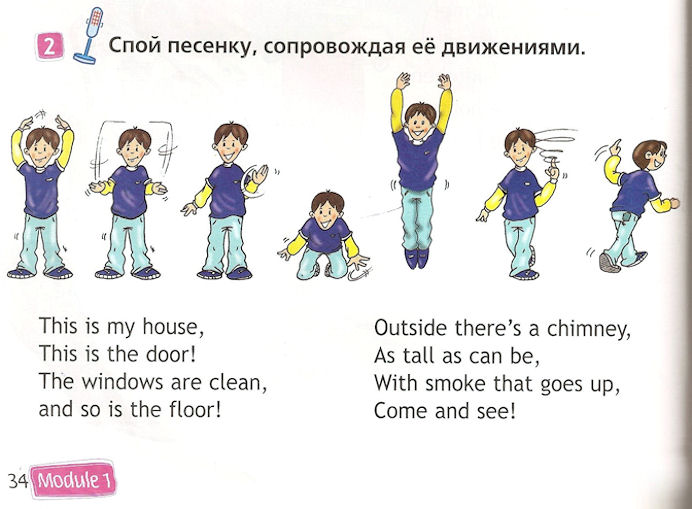 2 Спой песенку, сопровождая её движениями.
This is my house,
This is the door!
The windows are clean,
and so is the floor!
Outside there's a chimney,
As tall as can be,
With smoke that goes up,
Come and see!
34 Module 1